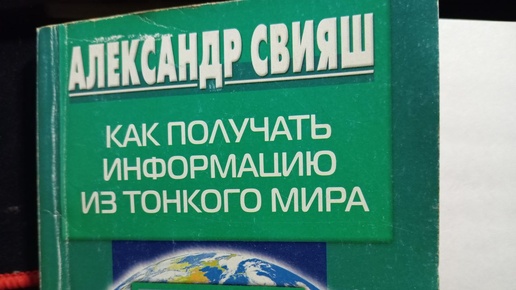 АЛЕКСАНДР СВИЯШ
КАК ПОЛУЧАТЬ
ИНФОРМАЦИЮ
ИЗ ТОНКОГО МИРА